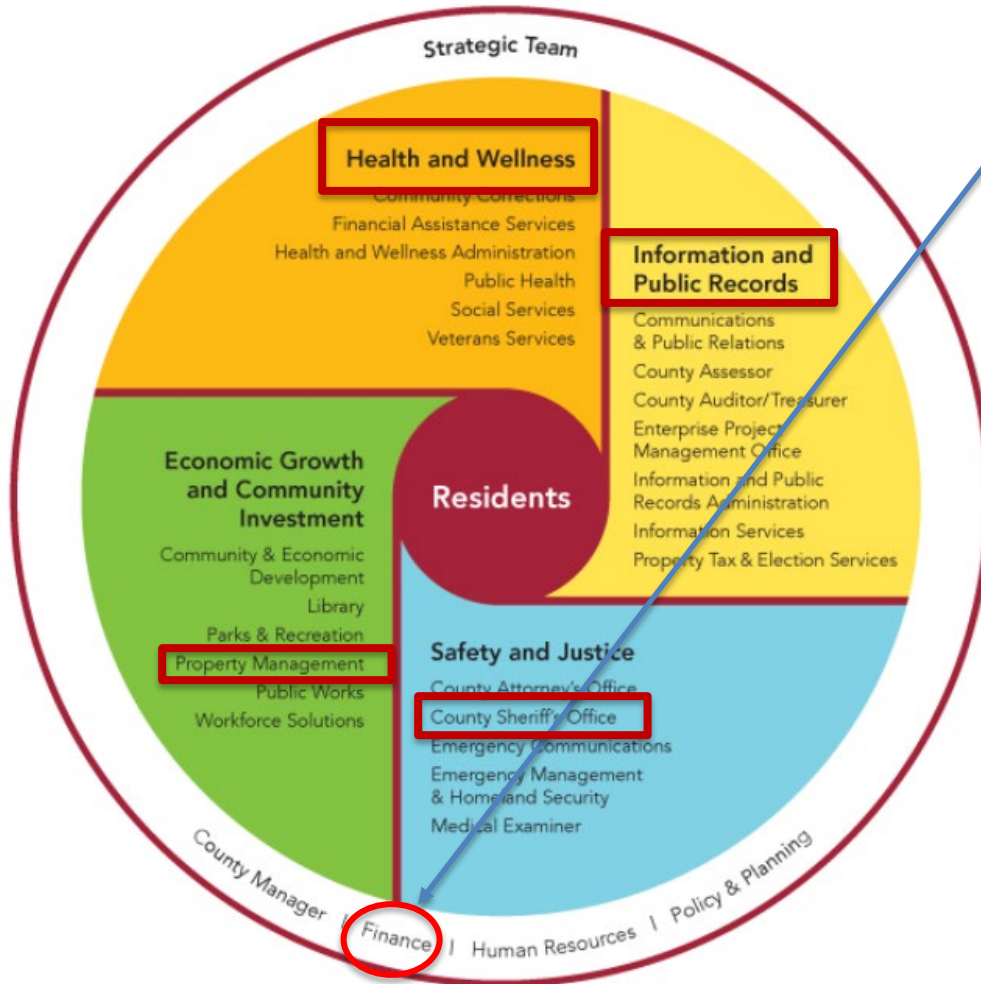 Strategic Team
Health and Wellness
Community Corrections
Financial Assistance Services
Health and Wellness Administration
Public Health
Social Services
Veterans Services
Information and
Public Records
Communications
& Public Relations
County Assessor
County Auditor/Treasurer
Enterprise Project
Management Office
Information and Public
Records Administration
Information Services
Property Tax & Election Services
Residents
Economic Growth
and Community
Investment
Community & Economic
Development
Library
Parks & Recreation
Property Management
Public Works
Workforce Solutions
Safety and Justice
County Attorney's Office
County Sheriff's Office
Emergency Communications
Emergency Management
& Homeland Security
Medical Examiner
County Manager | Finance | Human Resources | Policy & Planning